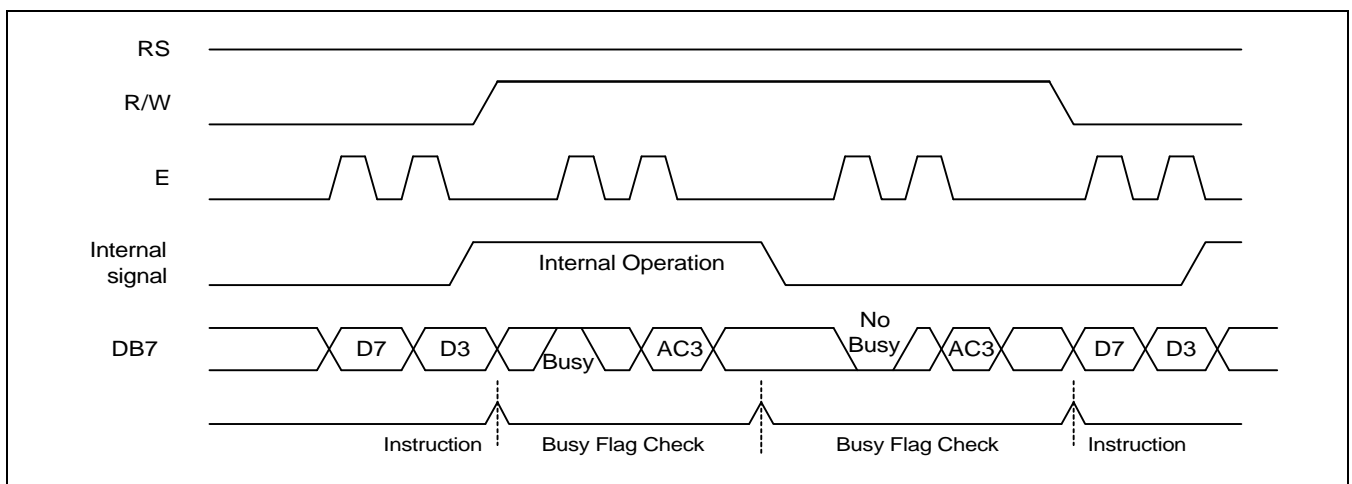 RS
R/W
E
Internal
signal
Internal Operation
DB7
D7
D3
Busy
AC3
No
Busy
AC3
D7
D3
Instruction
Busy Flag Check
Busy Flag Check
Instruction